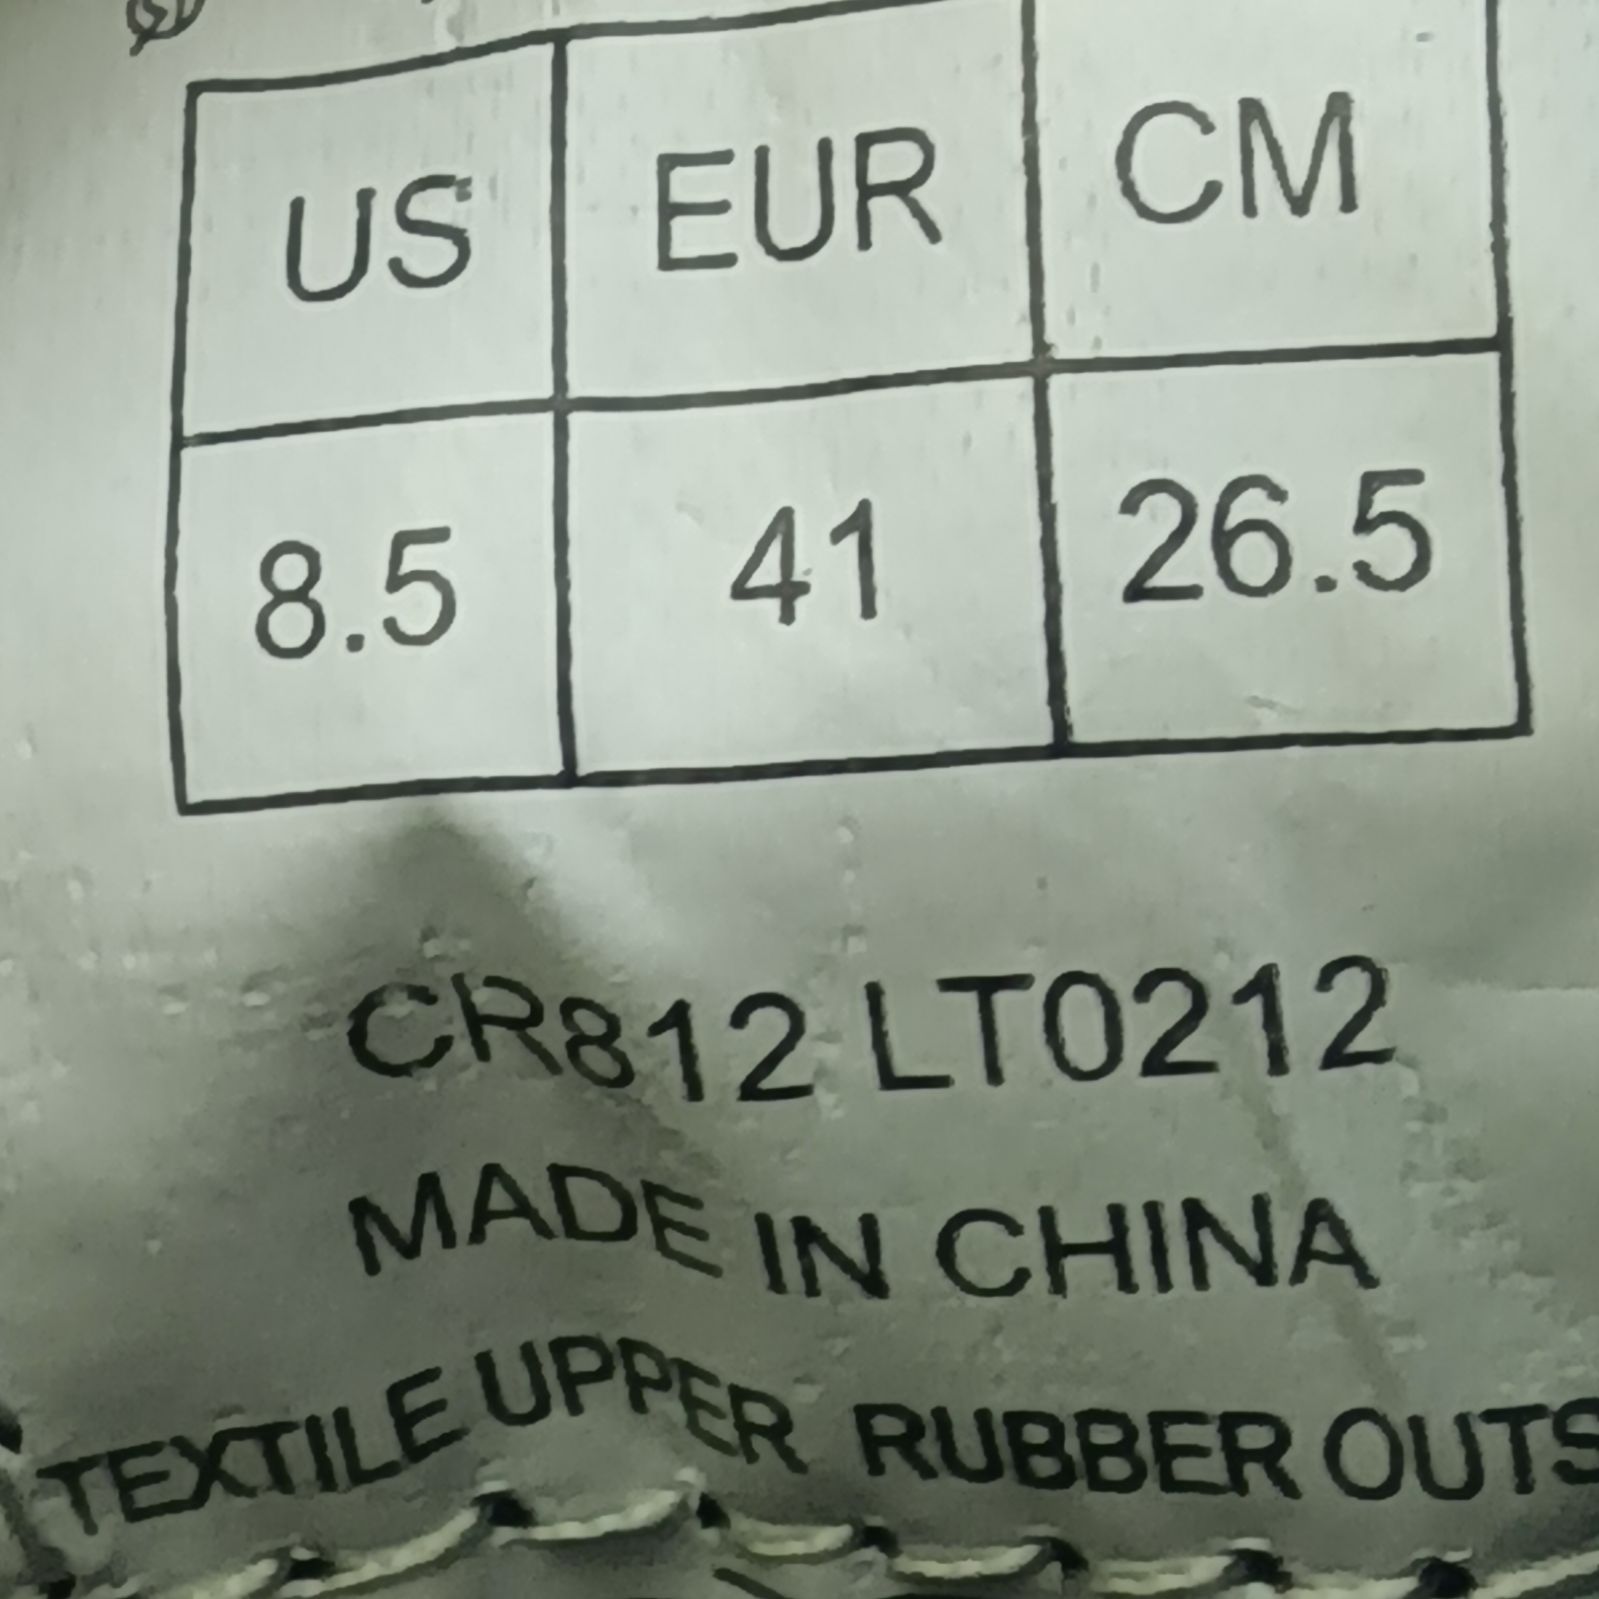 US EUR CM
8.5 41 26.5
CR812 LT0212
MADE IN CHINA
TEXTILE UPPER RUBBER OUTS